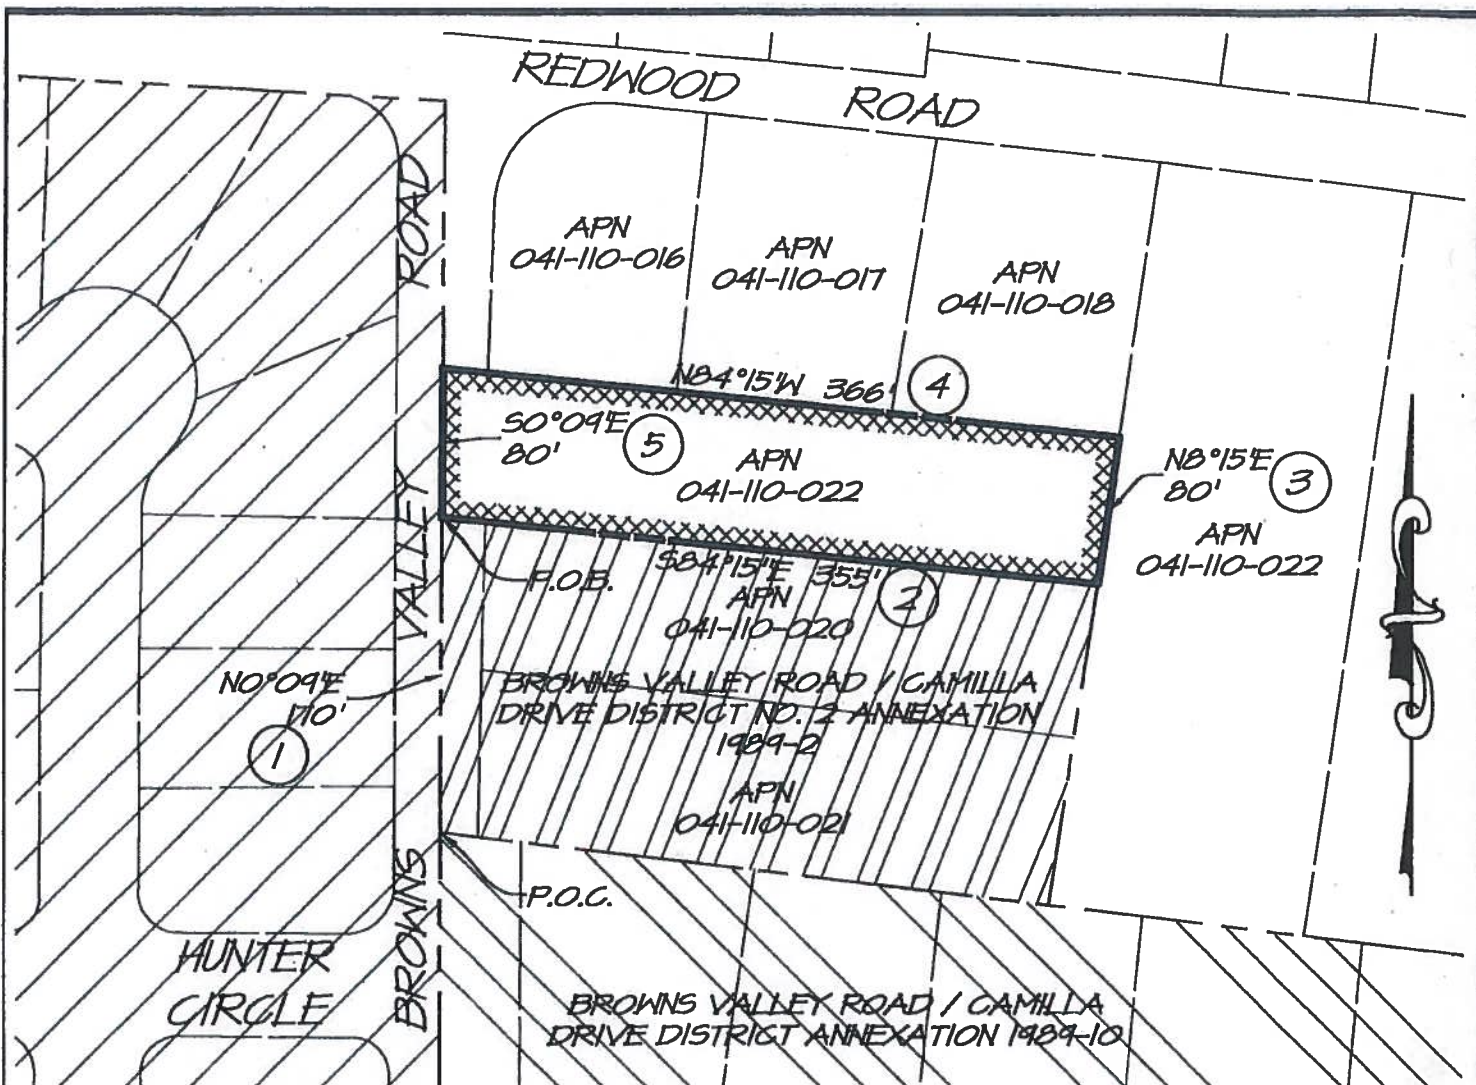 REDWOOD ROAD
APN
041-110-016
APN
041-110-017
APN
041-110-018
N84°15'W 366'
4
S0°09'E
80'
5
APN
041-110-022
N8°15'E
80'
3
APN
041-110-022
P.O.B.
S84°15'E 355'
2
APN
041-110-020
N0°09'E
170'
1
BROWNS VALLEY ROAD / CAMILLA
DRIVE DISTRICT NO. 2 ANNEXATION
1989-2
APN
041-110-021
P.O.C.
BROWNS VALLEY ROAD
HUNTER
CIRCLE
BROWNS VALLEY ROAD / CAMILLA
DRIVE DISTRICT ANNEXATION 1989-10